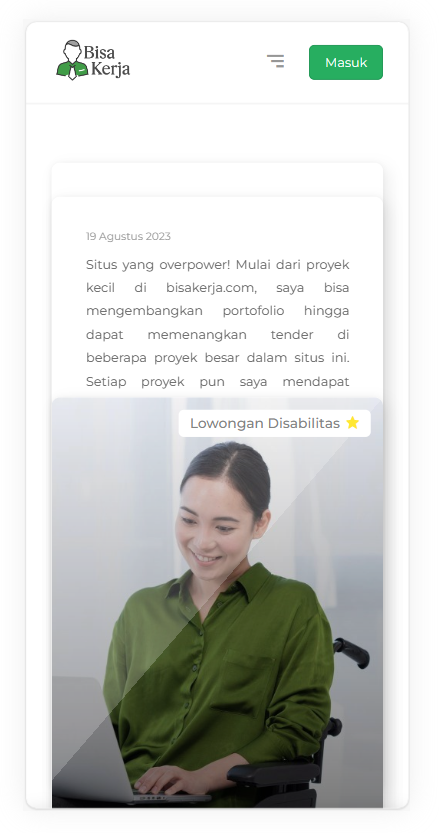 Bisa
Kerja
Masuk
19 Agustus 2023
Situs yang overpower! Mulai dari proyek
kecil di bisakerja.com, saya bisa
mengembangkan portofolio hingga
dapat memenangkan tender di
beberapa proyek besar dalam situs ini.
Setiap proyek pun saya mendapat
Lowongan Disabilitas